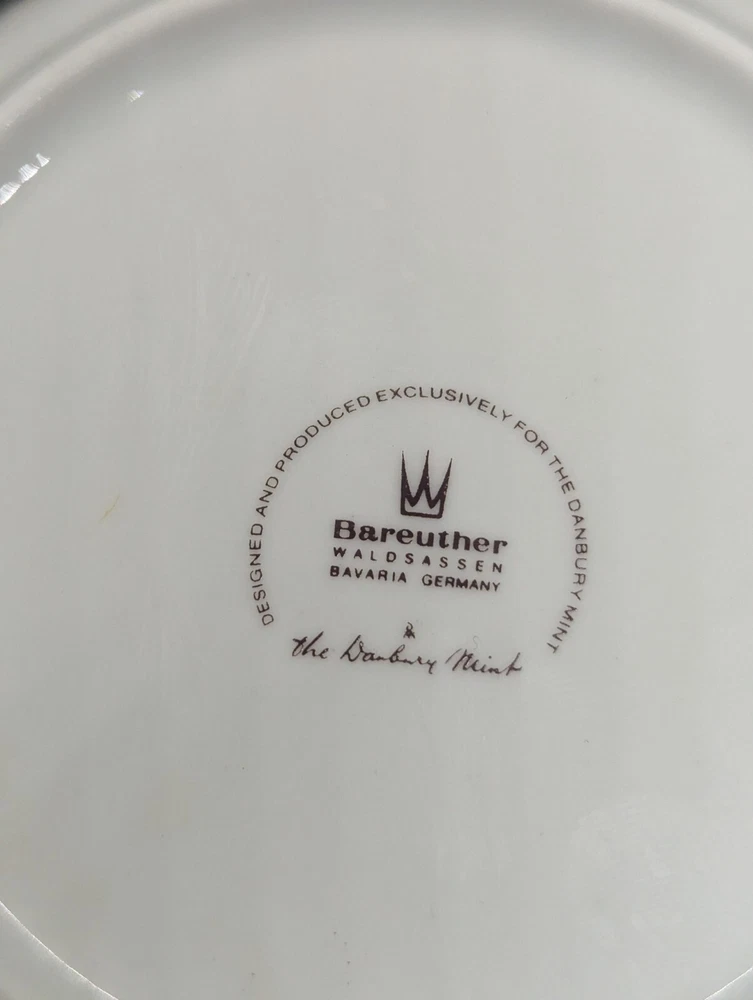 DESIGNED AND PRODUCED EXCLUSIVELY FOR THE DANBURY MINT
Bareuther
WALDSASSEN
BAVARIA GERMANY
the Danbury Mint